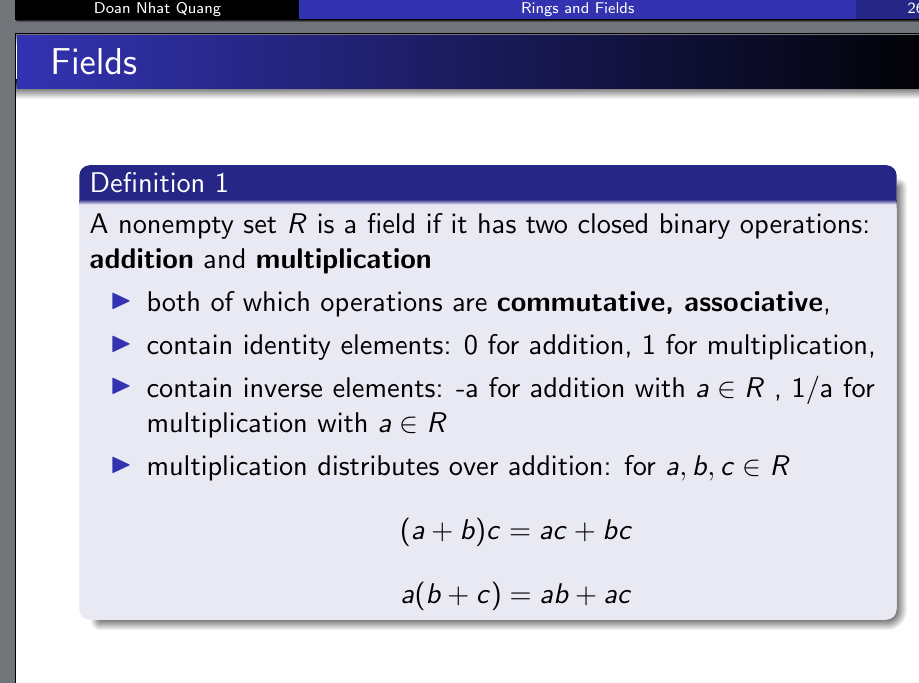 Doan Nhat Quang Rings and Fields 26
Fields
Definition 1
A nonempty set R is a field if it has two closed binary operations:
addition and multiplication
▶ both of which operations are commutative, associative,
▶ contain identity elements: 0 for addition, 1 for multiplication,
▶ contain inverse elements: -a for addition with a ∈ R , 1/a for
multiplication with a ∈ R
▶ multiplication distributes over addition: for a, b, c ∈ R
(a + b)c = ac + bc
a(b + c) = ab + ac